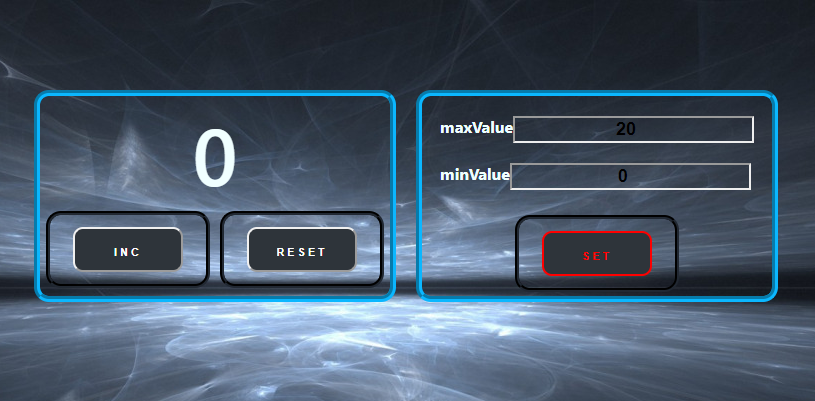 0
INC
RESET
maxValue
20
minValue
0
SET